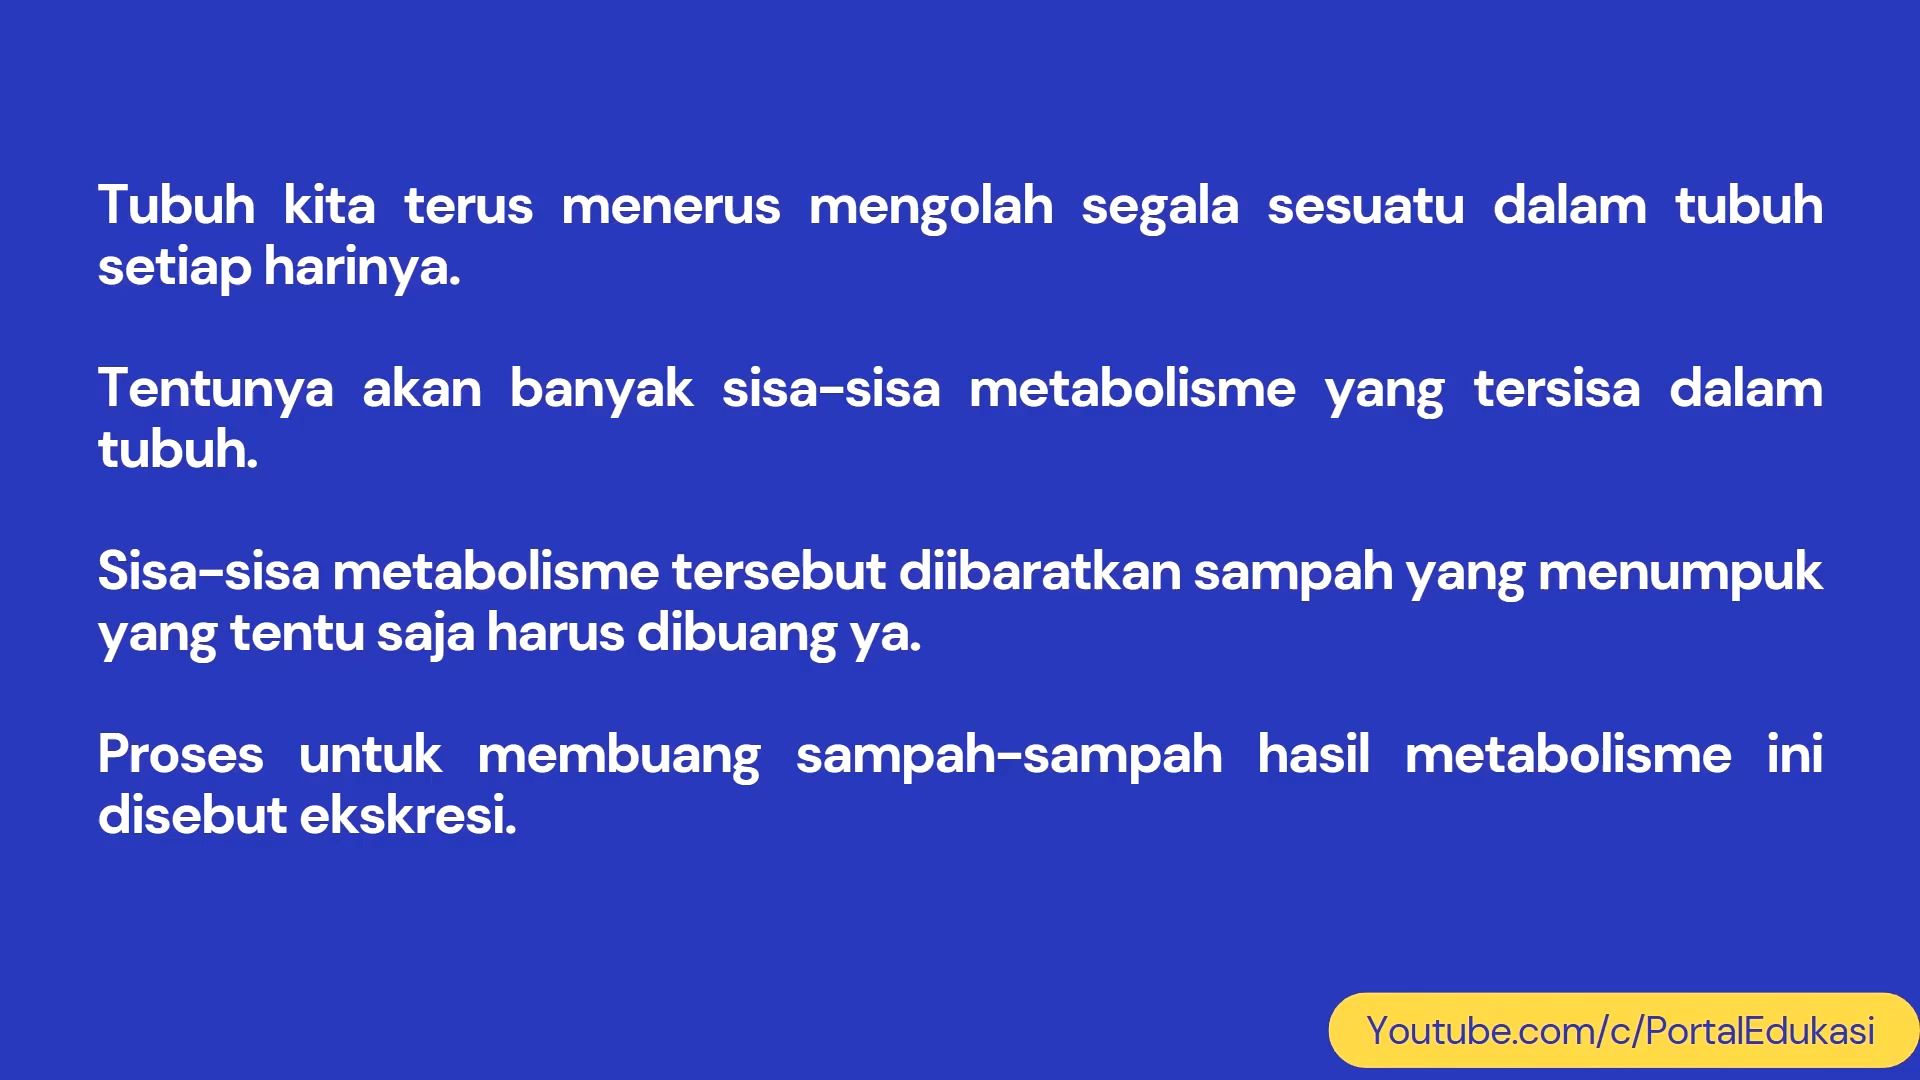 Tubuh kita terus menerus mengolah segala sesuatu dalam tubuh
setiap harinya.
Tentunya akan banyak sisa-sisa metabolisme yang tersisa dalam
tubuh.
Sisa-sisa metabolisme tersebut diibaratkan sampah yang menumpuk
yang tentu saja harus dibuang ya.
Proses untuk membuang sampah-sampah hasil metabolisme ini
disebut ekskresi.
Youtube.com/c/PortalEdukasi